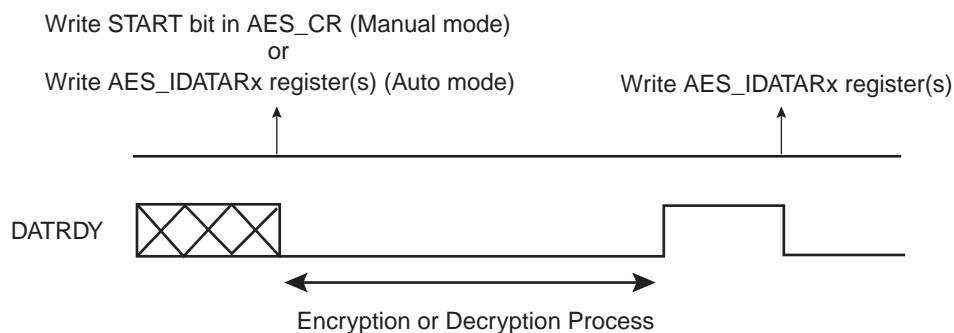 Write START bit in AES_CR (Manual mode)
or
Write AES_IDATARx register(s) (Auto mode)
Write AES_IDATARx register(s)
DATRDY
Encryption or Decryption Process